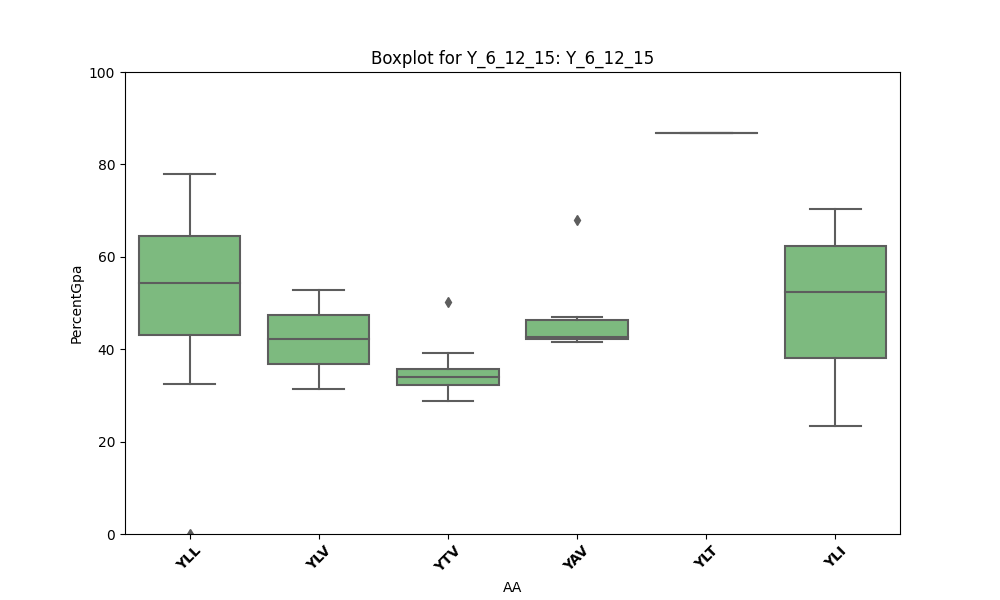 Boxplot for Y_6_12_15: Y_6_12_15
100
80
60
40
20
0
PercentGpa
YLL
YLV
YTV
YAV
YLT
YLI
AA